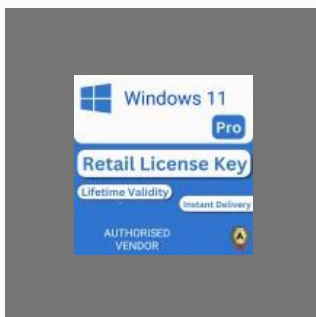 Windows 11
Pro
Retail License Key
Lifetime Validity
Instant Delivery
AUTHORISED
VENDOR